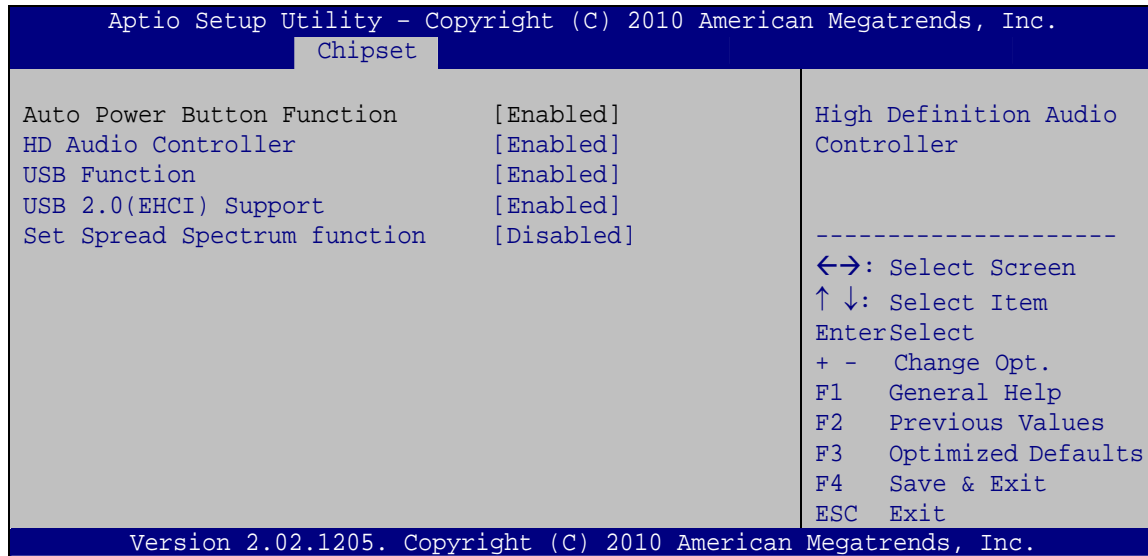 Aptio Setup Utility – Copyright (C) 2010 American Megatrends, Inc.
Chipset
Auto Power Button Function [Enabled]
HD Audio Controller [Enabled]
USB Function [Enabled]
USB 2.0(EHCI) Support [Enabled]
Set Spread Spectrum function [Disabled]
High Definition Audio
Controller
---------------------
←→: Select Screen
↑ ↓: Select Item
EnterSelect
+ - Change Opt.
F1 General Help
F2 Previous Values
F3 Optimized Defaults
F4 Save & Exit
ESC Exit
Version 2.02.1205. Copyright (C) 2010 American Megatrends, Inc.